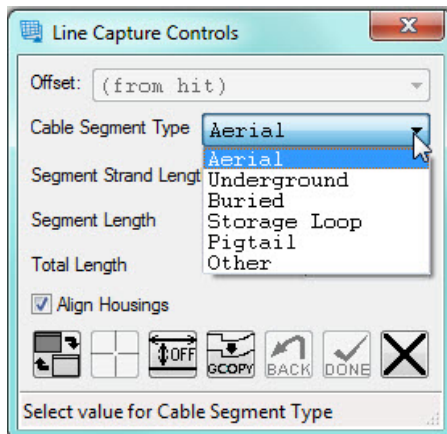 Line Capture Controls
Offset: (from hit)
Cable Segment Type Aerial
Aerial
Segment Strand Lengt
Underground
Buried
Segment Length
Storage Loop
Pigtail
Total Length
Other
Align Housings
OFF GCOPY BACK DONE
Select value for Cable Segment Type